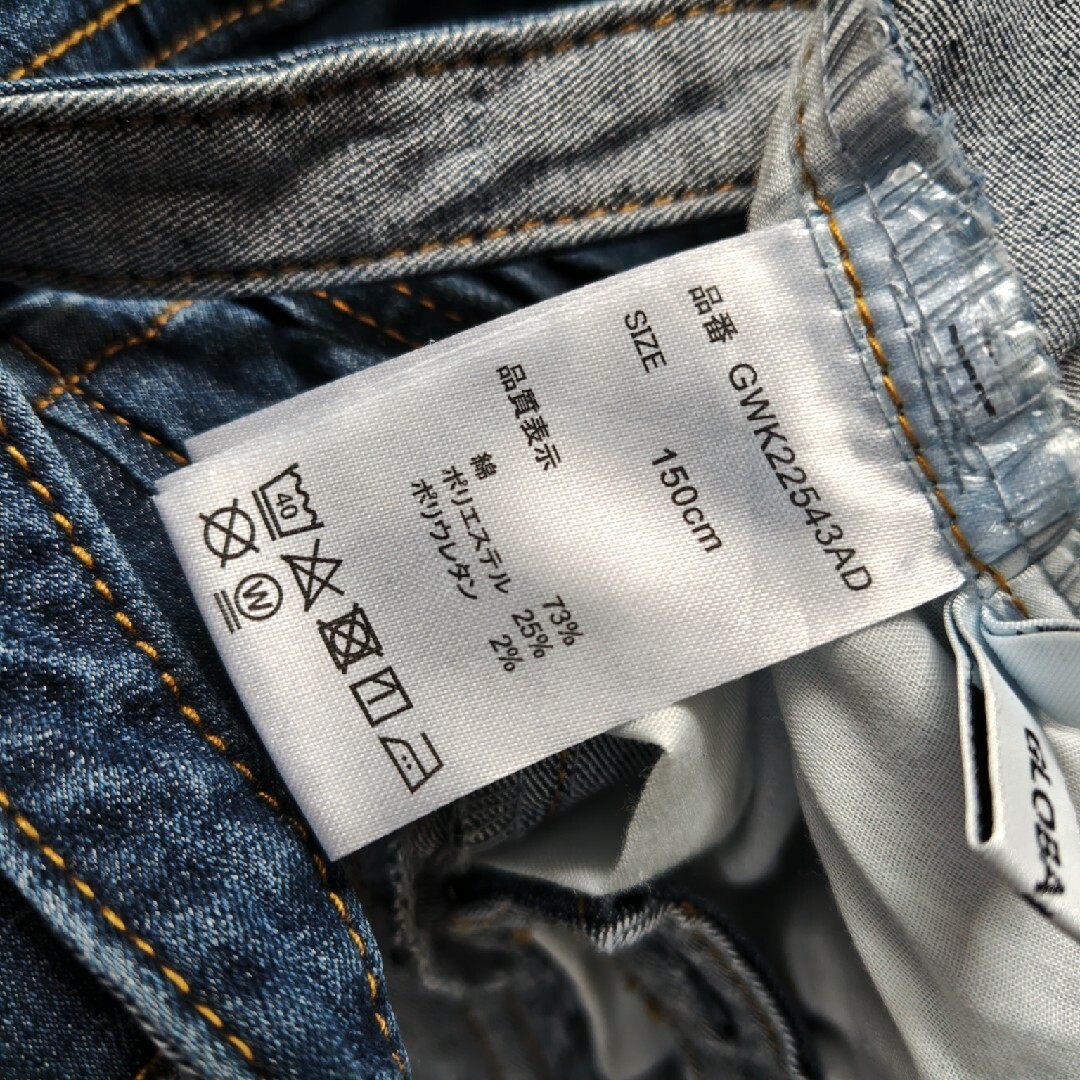 品番 GWK22543AD
SIZE 150cm
品質表示
綿 73%
ポリエステル 25%
ポリウレタン 2%
40
W
GLOBA